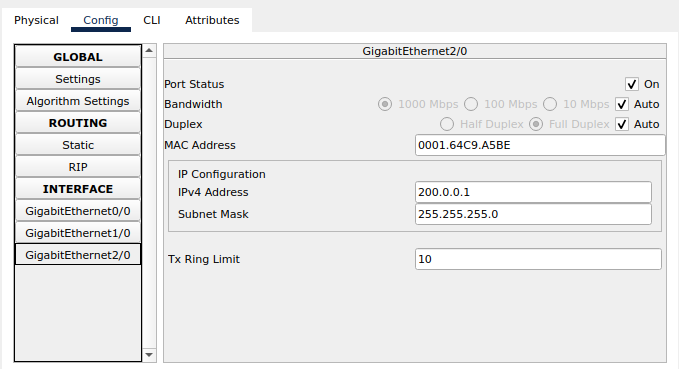 Physical Config CLI Attributes
GLOBAL
Settings
Algorithm Settings
ROUTING
Static
RIP
INTERFACE
GigabitEthernet0/0
GigabitEthernet1/0
GigabitEthernet2/0
GigabitEthernet2/0
Port Status On
Bandwidth 1000 Mbps 100 Mbps 10 Mbps Auto
Duplex Half Duplex Full Duplex Auto
MAC Address 0001.64C9.A5BE
IP Configuration
IPv4 Address 200.0.0.1
Subnet Mask 255.255.255.0
Tx Ring Limit 10